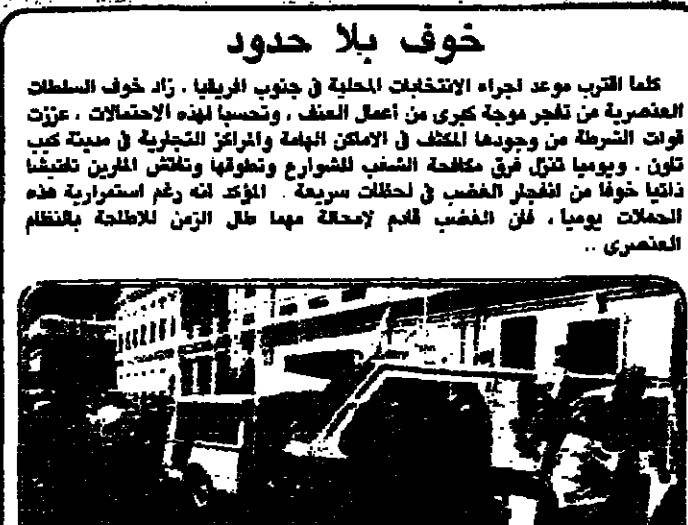 خوف بلا حدود
كلما اقترب موعد اجراء الانتخابات المحلية في جنوب افريقيا ، زاد خوف السلطات
العنصرية من تفجر موجة كبرى من أعمال العنف ، وتحسبا لهذه الاحتمالات ، عززت
قوات الشرطة من وجودها المكثف في الاماكن الهامة والمراكز التجارية في مدينة كيب
تاون . ويوميا تنزل فرق مكافحة الشغب للشوارع وتطوقها وتفتش المارين تفتيشا
ذاتيا خوفا من انفجار الغضب في لحظات سريعة . المؤكد انه رغم استمرارية هذه
الحملات يوميا ، فان الغضب قادم لامحالة مهما طال الزمن للاطاحة بالنظام
العنصرى ..